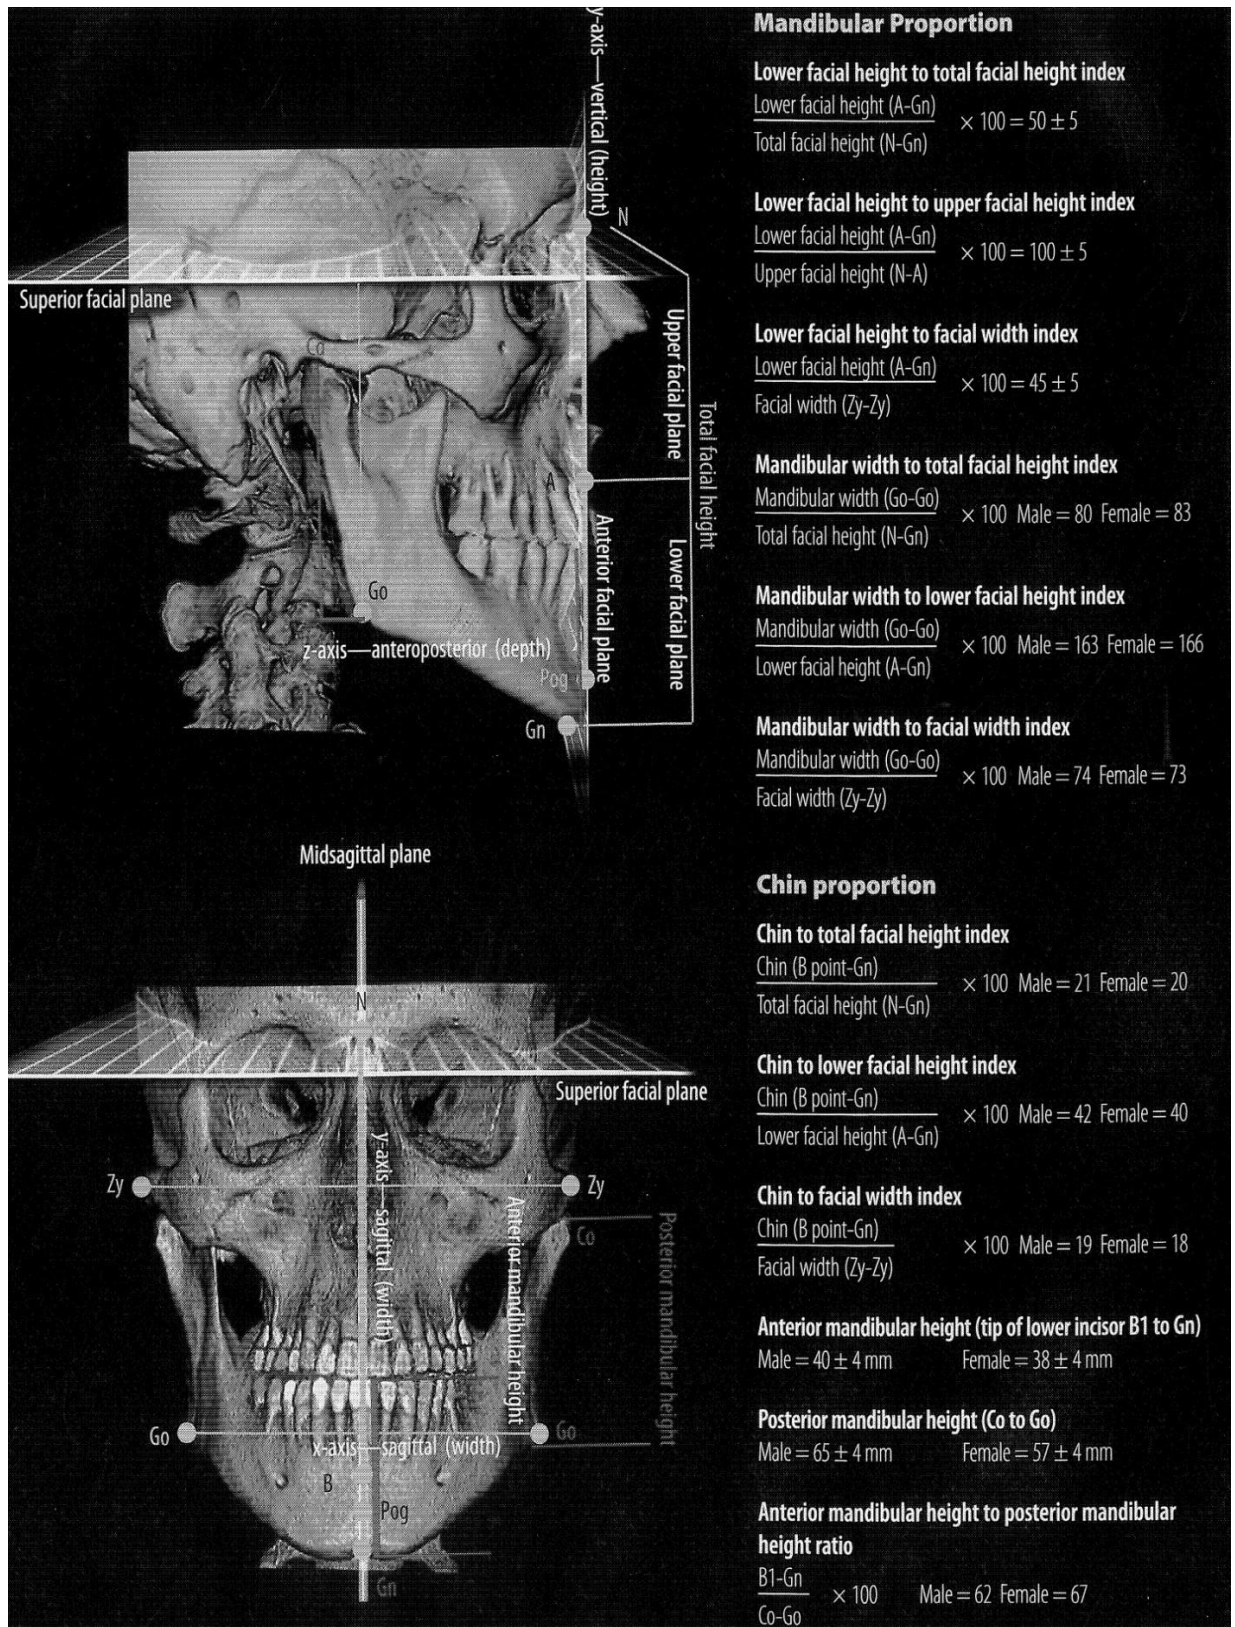 y-axis—vertical (height)
N
Superior facial plane
Co
Upper facial plane
Total facial height
A
Anterior facial plane
Lower facial plane
Go
z-axis—anteroposterior (depth)
Pog
Gn
Midsagittal plane
N
Superior facial plane
Zy
Zy
y-axis—sagittal (width)
Anterior mandibular height
Co
Posterior mandibular height
Go
Go
x-axis—sagittal (width)
B
Pog
Gn
Mandibular Proportion
Lower facial height to total facial height index
Lower facial height (A-Gn)
× 100 = 50 ± 5
Total facial height (N-Gn)
Lower facial height to upper facial height index
Lower facial height (A-Gn)
× 100 = 100 ± 5
Upper facial height (N-A)
Lower facial height to facial width index
Lower facial height (A-Gn)
× 100 = 45 ± 5
Facial width (Zy-Zy)
Mandibular width to total facial height index
Mandibular width (Go-Go)
× 100 Male = 80 Female = 83
Total facial height (N-Gn)
Mandibular width to lower facial height index
Mandibular width (Go-Go)
× 100 Male = 163 Female = 166
Lower facial height (A-Gn)
Mandibular width to facial width index
Mandibular width (Go-Go)
× 100 Male = 74 Female = 73
Facial width (Zy-Zy)
Chin proportion
Chin to total facial height index
Chin (B point-Gn)
× 100 Male = 21 Female = 20
Total facial height (N-Gn)
Chin to lower facial height index
Chin (B point-Gn)
× 100 Male = 42 Female = 40
Lower facial height (A-Gn)
Chin to facial width index
Chin (B point-Gn)
× 100 Male = 19 Female = 18
Facial width (Zy-Zy)
Anterior mandibular height (tip of lower incisor B1 to Gn)
Male = 40 ± 4 mm Female = 38 ± 4 mm
Posterior mandibular height (Co to Go)
Male = 65 ± 4 mm Female = 57 ± 4 mm
Anterior mandibular height to posterior mandibular
height ratio
B1-Gn
× 100 Male = 62 Female = 67
Co-Go